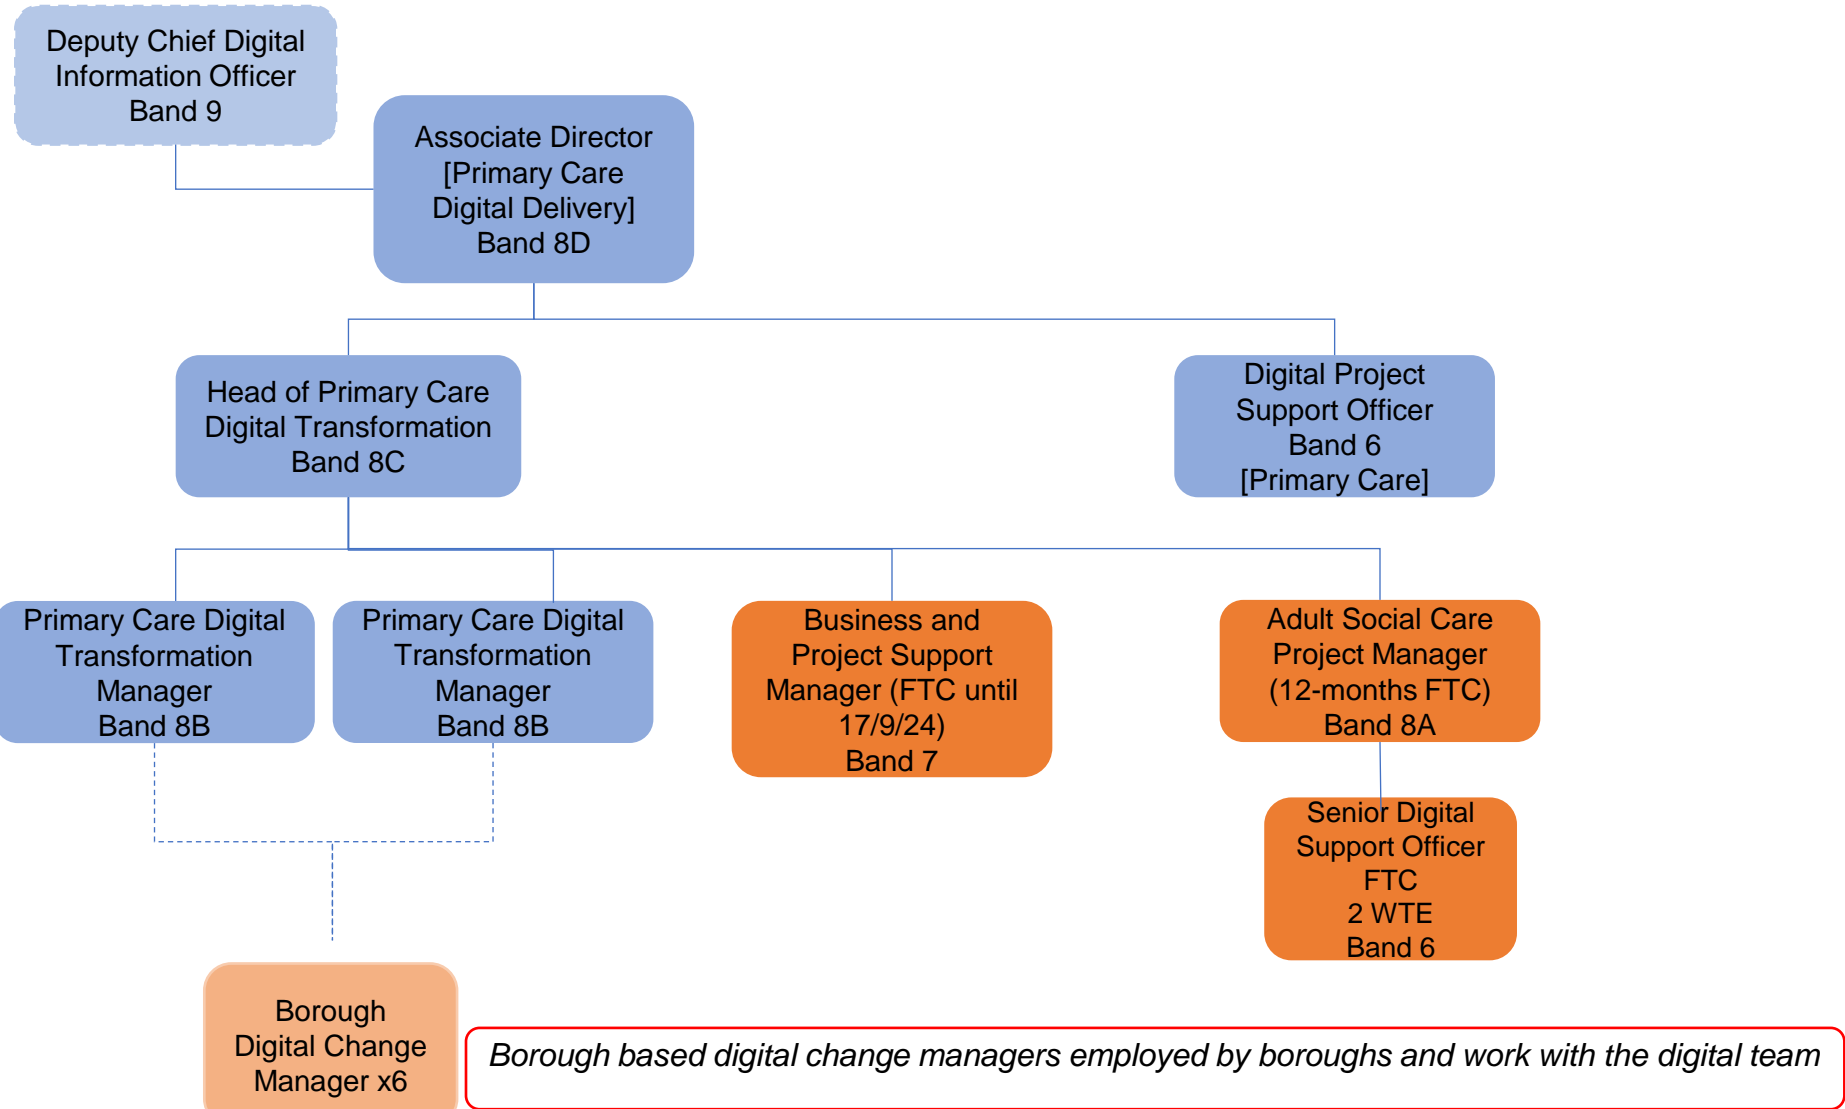 Deputy Chief Digital
Information Officer
Band 9
Associate Director
[Primary Care
Digital Delivery]
Band 8D
Head of Primary Care
Digital Transformation
Band 8C
Digital Project
Support Officer
Band 6
[Primary Care]
Primary Care Digital
Transformation
Manager
Band 8B
Primary Care Digital
Transformation
Manager
Band 8B
Business and
Project Support
Manager (FTC until
17/9/24)
Band 7
Adult Social Care
Project Manager
(12-months FTC)
Band 8A
Senior Digital
Support Officer
FTC
2 WTE
Band 6
Borough
Digital Change
Manager x6
Borough based digital change managers employed by boroughs and work with the digital team